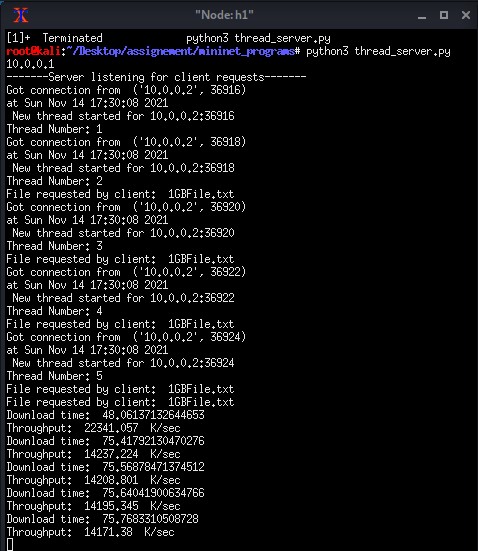 "Node: h1"
[1]+  Terminated              python3 thread_server.py
root@kali:~/Desktop/assignement/mininet_programs# python3 thread_server.py
10.0.0.1
-------Server listening for client requests-------
Got connection from  ('10.0.0.2', 36916)
at Sun Nov 14 17:30:08 2021
 New thread started for 10.0.0.2:36916
Thread Number: 1
Got connection from  ('10.0.0.2', 36918)
at Sun Nov 14 17:30:08 2021
 New thread started for 10.0.0.2:36918
Thread Number: 2
File requested by client:  1GBFile.txt
Got connection from  ('10.0.0.2', 36920)
at Sun Nov 14 17:30:08 2021
 New thread started for 10.0.0.2:36920
Thread Number: 3
File requested by client:  1GBFile.txt
Got connection from  ('10.0.0.2', 36922)
at Sun Nov 14 17:30:08 2021
 New thread started for 10.0.0.2:36922
Thread Number: 4
File requested by client:  1GBFile.txt
Got connection from  ('10.0.0.2', 36924)
at Sun Nov 14 17:30:08 2021
 New thread started for 10.0.0.2:36924
Thread Number: 5
File requested by client:  1GBFile.txt
File requested by client:  1GBFile.txt
Download time:  48.06137132644653
Throughput:  22341.057  K/sec
Download time:  75.41792130470276
Throughput:  14237.224  K/sec
Download time:  75.56878471374512
Throughput:  14208.801  K/sec
Download time:  75.64041900634766
Throughput:  14195.345  K/sec
Download time:  75.7683310508728
Throughput:  14171.38  K/sec